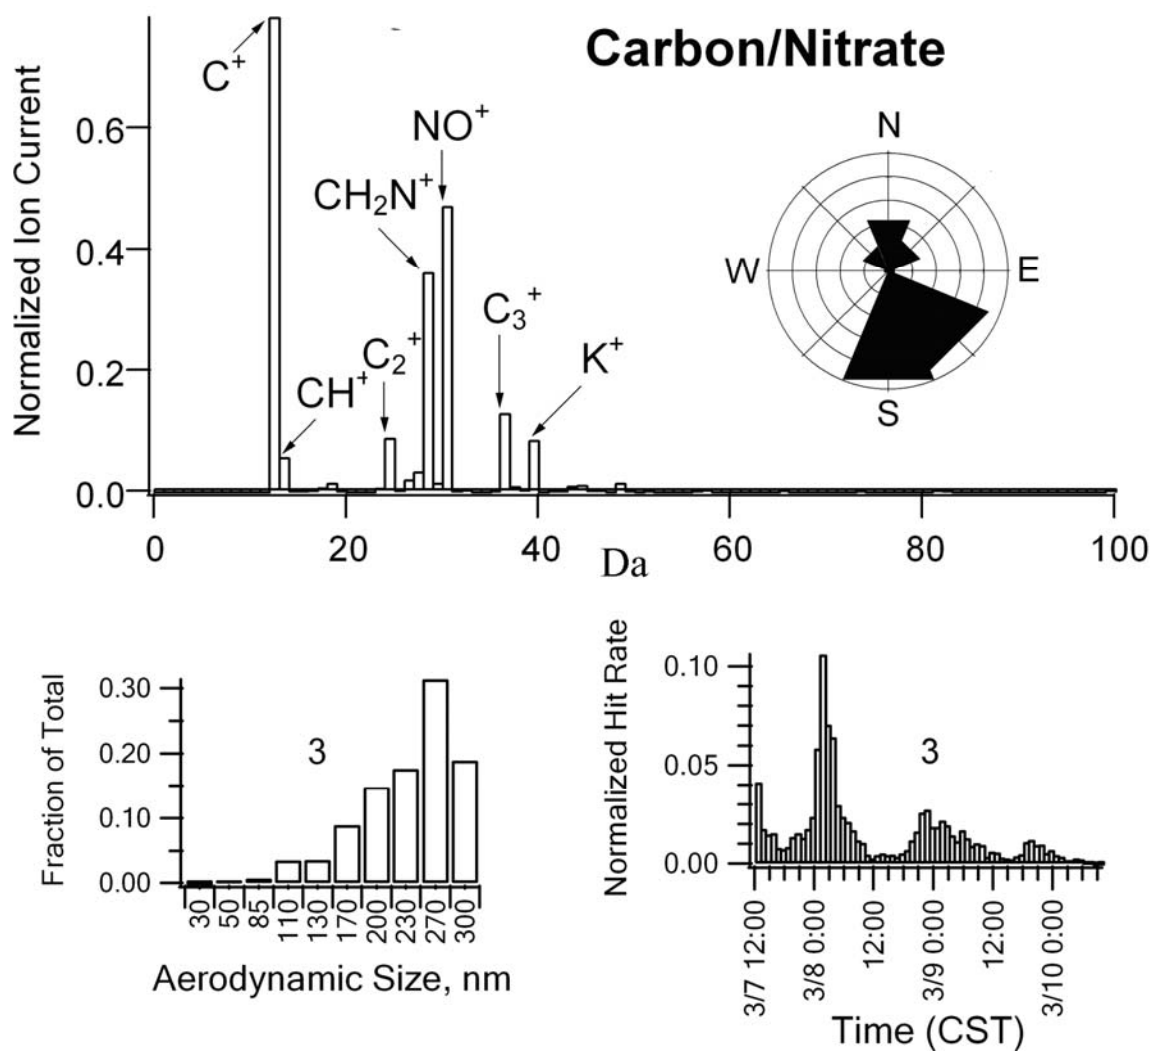 Carbon/Nitrate
Normalized Ion Current
0.6
0.4
0.2
0.0
C⁺
CH⁺
C₂⁺
CH₂N⁺
NO⁺
C₃⁺
K⁺
N
W
E
S
0 20 40 60 80 100
Da
Fraction of Total
0.30
0.20
0.10
0.00
3
30 50 85 110 130 170 200 230 270 300
Aerodynamic Size, nm
Normalized Hit Rate
0.10
0.05
0.00
3
3/7 12:00
3/8 0:00
12:00
3/9 0:00
12:00
3/10 0:00
Time (CST)